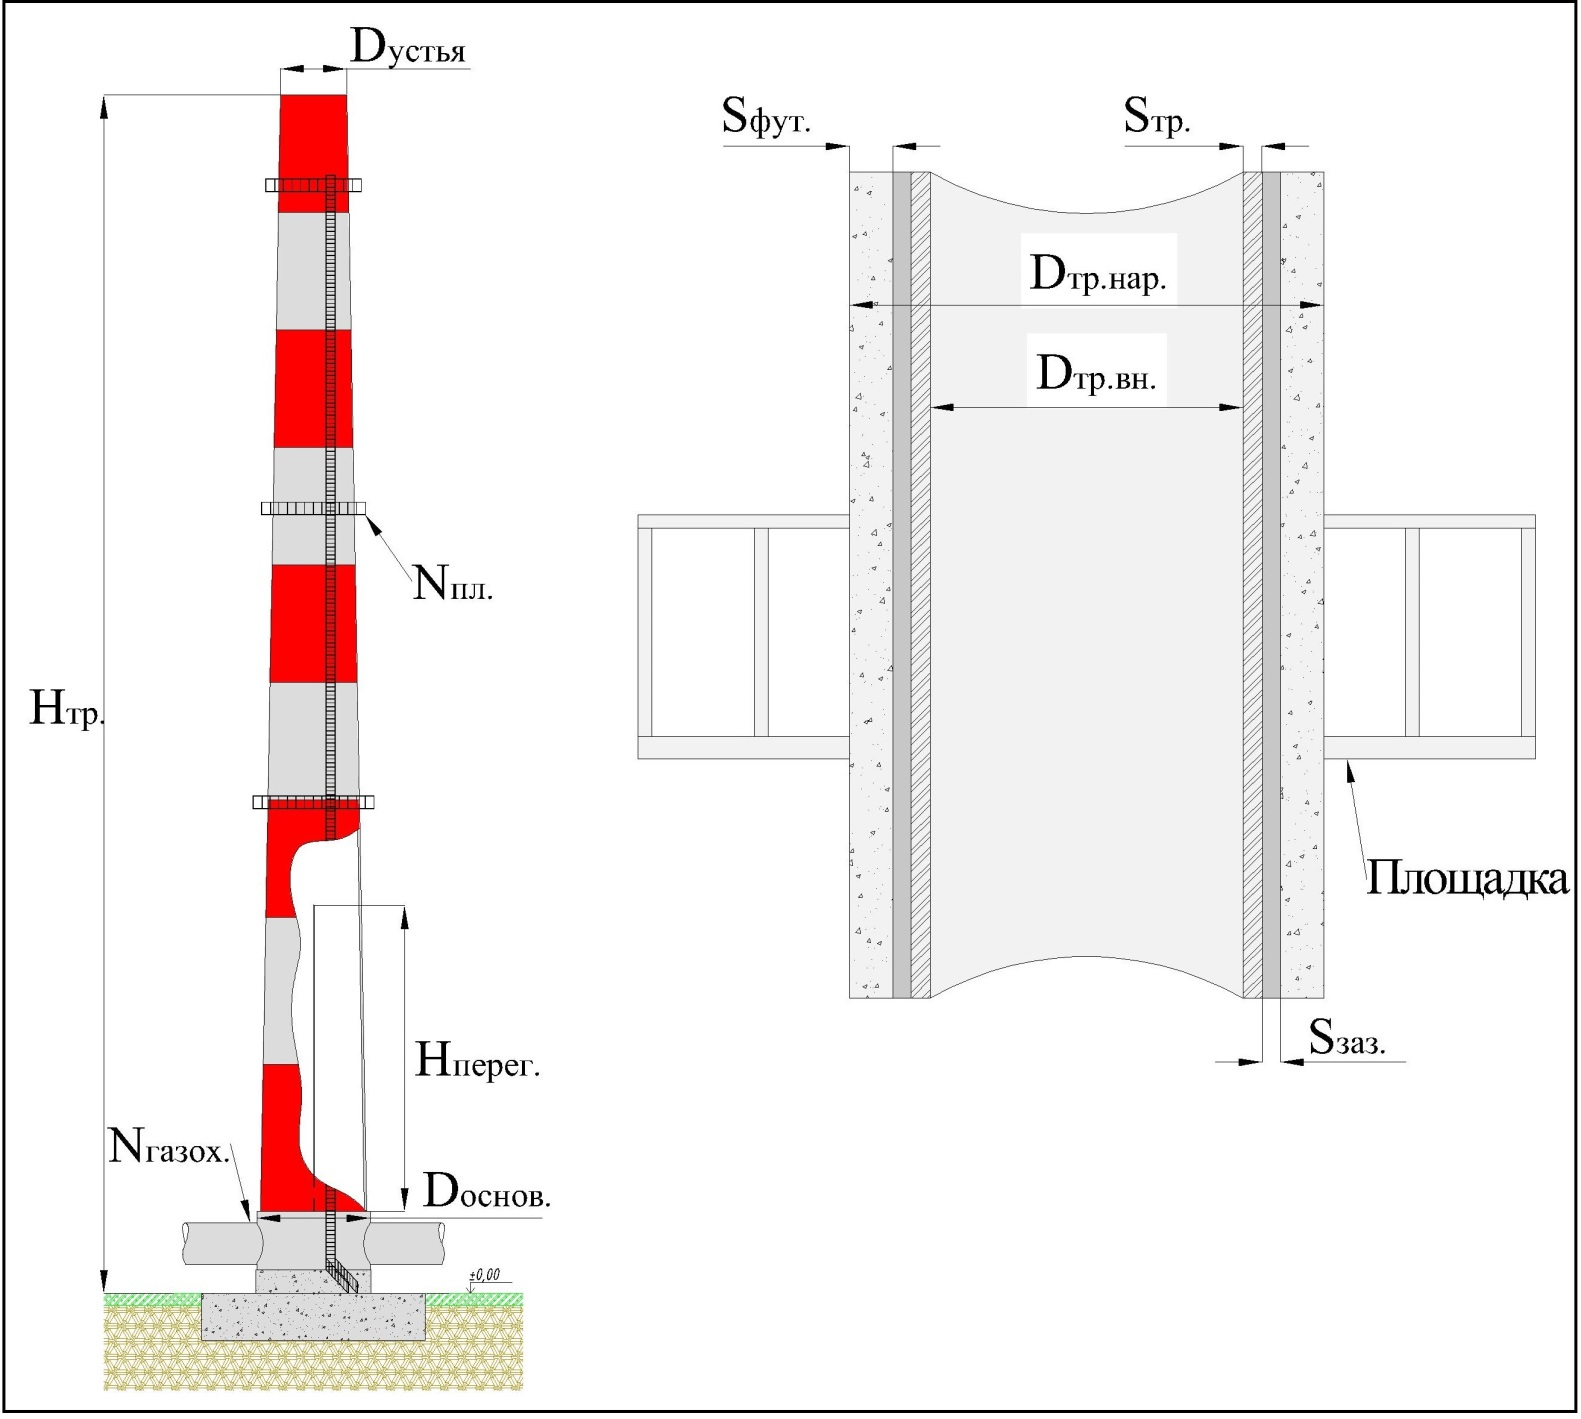 Dустья
Sфут.
Sтр.
Dтр.нар.
Dтр.вн.
Nпл.
Hтр.
Площадка
Hперег.
Sзаз.
Nгазох.
Dоснов.
±0,00